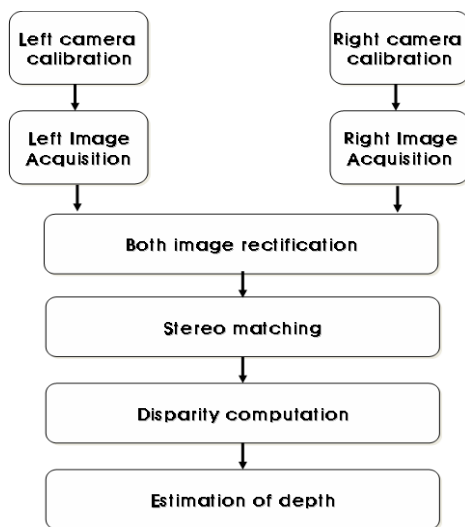 Left camera
calibration
Right camera
calibration
Left Image
Acquisition
Right Image
Acquisition
Both image rectification
Stereo matching
Disparity computation
Estimation of depth